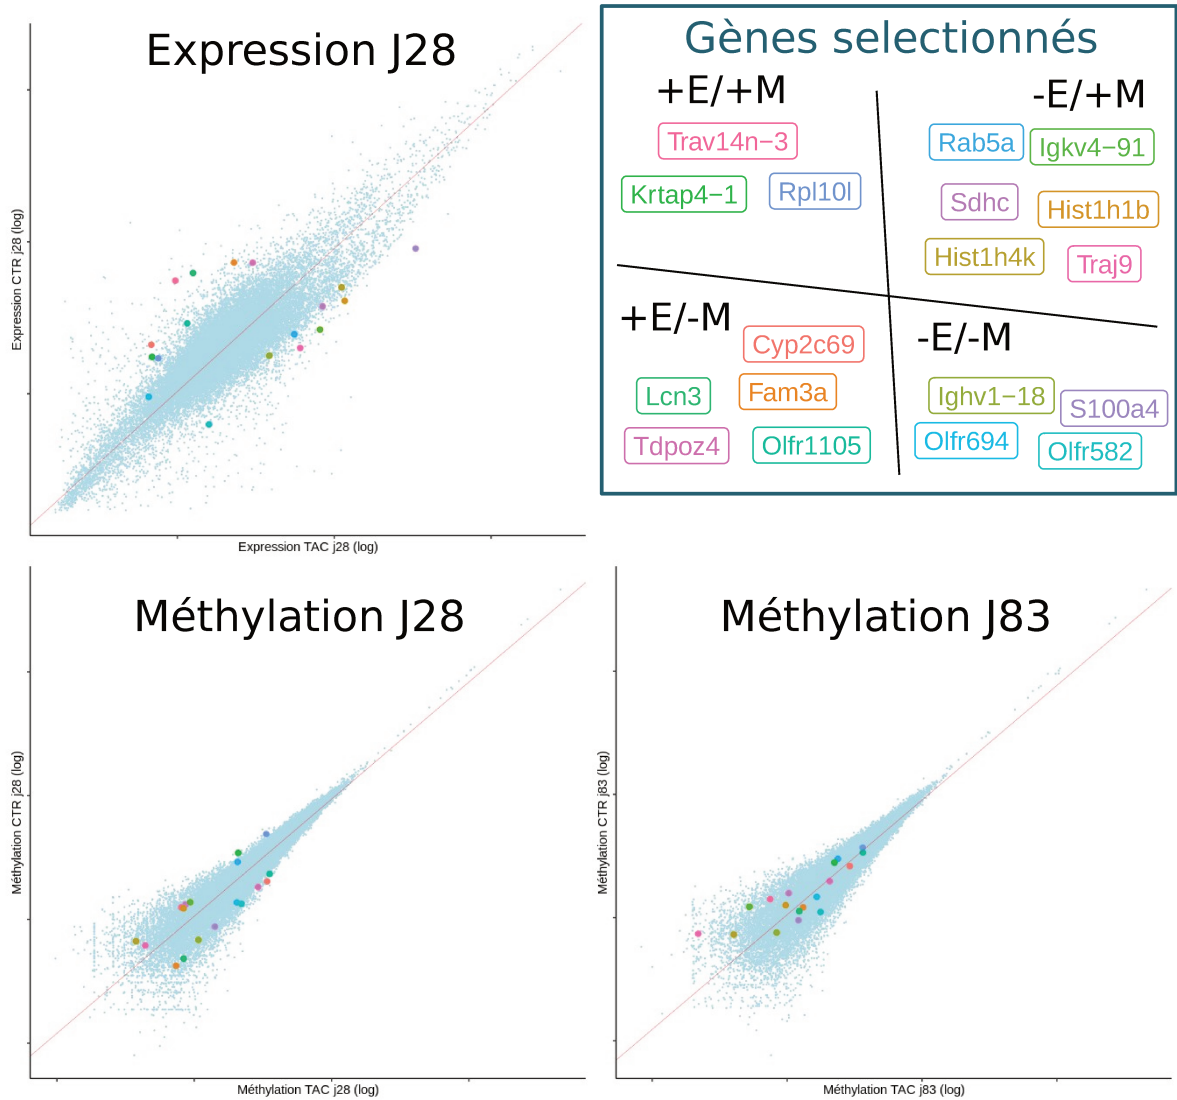 Expression J28
Expression CTR j28 (log)
Expression TAC j28 (log)
Gènes selectionnés
+E/+M
-E/+M
Trav14n−3
Rab5a
Igkv4−91
Krtap4−1
Rpl10l
Sdhc
Hist1h1b
Hist1h4k
Traj9
+E/-M
-E/-M
Cyp2c69
Lcn3
Fam3a
Ighv1−18
S100a4
Tdpoz4
Olfr1105
Olfr694
Olfr582
Méthylation J28
Méthylation CTR j28 (log)
Méthylation TAC j28 (log)
Méthylation J83
Méthylation CTR j83 (log)
Méthylation TAC j83 (log)